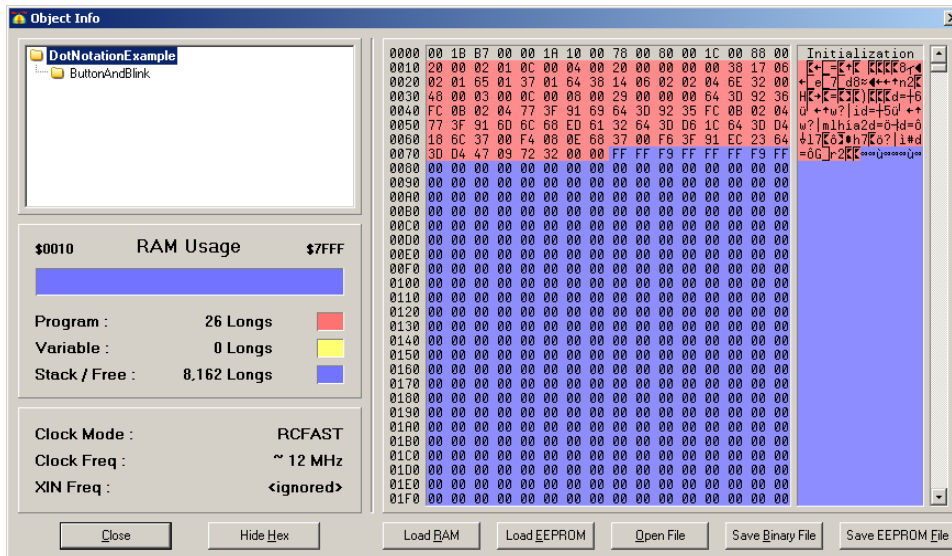 Object Info
DotNotationExample
ButtonAndBlink
$0010 RAM Usage $7FFF
Program : 26 Longs
Variable : 0 Longs
Stack / Free : 8,162 Longs
Clock Mode : RCFAST
Clock Freq : ~ 12 MHz
XIN Freq : <ignored>
0000 00 1B B7 00 00 1A 10 00 78 00 80 00 1C 00 88 00 Initialization
0010 20 00 02 01 0C 00 04 00 20 00 00 00 00 38 17 06
0020 02 01 65 01 37 01 64 38 14 06 02 02 04 6E 32 00
0030 48 00 03 00 0C 00 08 00 29 00 00 00 64 3D 92 36
0040 FC 0B 02 04 77 3F 91 69 64 3D 92 35 FC 0B 02 04
0050 77 3F 91 6D 6C 68 ED 61 32 64 3D D6 1C 64 3D D4
0060 18 6C 37 00 F4 08 0E 68 37 00 F6 3F 91 EC 23 64
0070 3D D4 47 09 72 32 00 00 FF FF F9 FF FF FF F9 FF
0080 00 00 00 00 00 00 00 00 00 00 00 00 00 00 00 00
0090 00 00 00 00 00 00 00 00 00 00 00 00 00 00 00 00
00A0 00 00 00 00 00 00 00 00 00 00 00 00 00 00 00 00
00B0 00 00 00 00 00 00 00 00 00 00 00 00 00 00 00 00
00C0 00 00 00 00 00 00 00 00 00 00 00 00 00 00 00 00
00D0 00 00 00 00 00 00 00 00 00 00 00 00 00 00 00 00
00E0 00 00 00 00 00 00 00 00 00 00 00 00 00 00 00 00
00F0 00 00 00 00 00 00 00 00 00 00 00 00 00 00 00 00
0100 00 00 00 00 00 00 00 00 00 00 00 00 00 00 00 00
0110 00 00 00 00 00 00 00 00 00 00 00 00 00 00 00 00
0120 00 00 00 00 00 00 00 00 00 00 00 00 00 00 00 00
0130 00 00 00 00 00 00 00 00 00 00 00 00 00 00 00 00
0140 00 00 00 00 00 00 00 00 00 00 00 00 00 00 00 00
0150 00 00 00 00 00 00 00 00 00 00 00 00 00 00 00 00
0160 00 00 00 00 00 00 00 00 00 00 00 00 00 00 00 00
0170 00 00 00 00 00 00 00 00 00 00 00 00 00 00 00 00
0180 00 00 00 00 00 00 00 00 00 00 00 00 00 00 00 00
0190 00 00 00 00 00 00 00 00 00 00 00 00 00 00 00 00
01A0 00 00 00 00 00 00 00 00 00 00 00 00 00 00 00 00
01B0 00 00 00 00 00 00 00 00 00 00 00 00 00 00 00 00
01C0 00 00 00 00 00 00 00 00 00 00 00 00 00 00 00 00
01D0 00 00 00 00 00 00 00 00 00 00 00 00 00 00 00 00
01E0 00 00 00 00 00 00 00 00 00 00 00 00 00 00 00 00
01F0 00 00 00 00 00 00 00 00 00 00 00 00 00 00 00 00
Close Hide Hex Load RAM Load EEPROM Open File Save Binary File Save EEPROM File